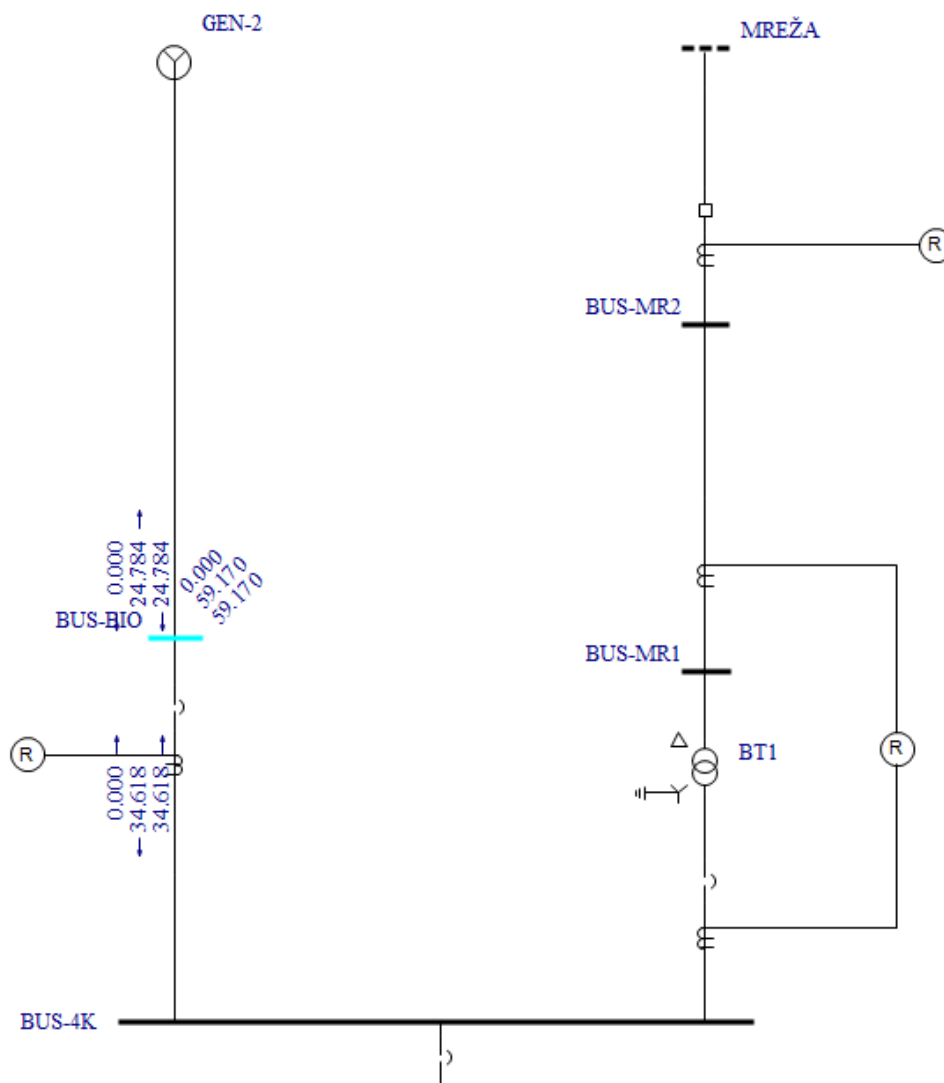 GEN-2
MREŽA
R
BUS-MR2
0.000
24.784
24.784
0.000
59.170
59.170
BUS-BIO
BUS-MR1
R
0.000
34.618
34.618
BT1
R
BUS-4K